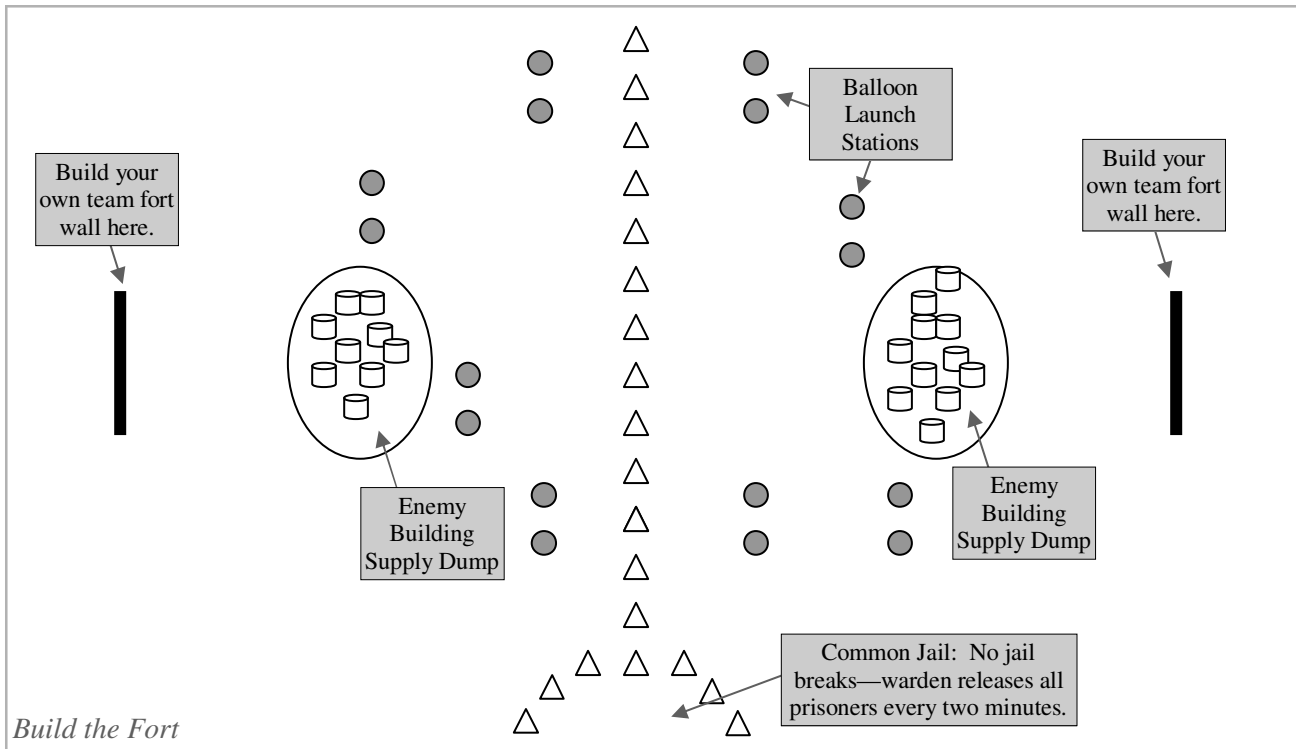 Balloon
Launch
Stations
Build your
own team fort
wall here.
Build your
own team fort
wall here.
Enemy
Building
Supply Dump
Enemy
Building
Supply Dump
Common Jail:  No jail
breaks—warden releases all
prisoners every two minutes.
Build the Fort